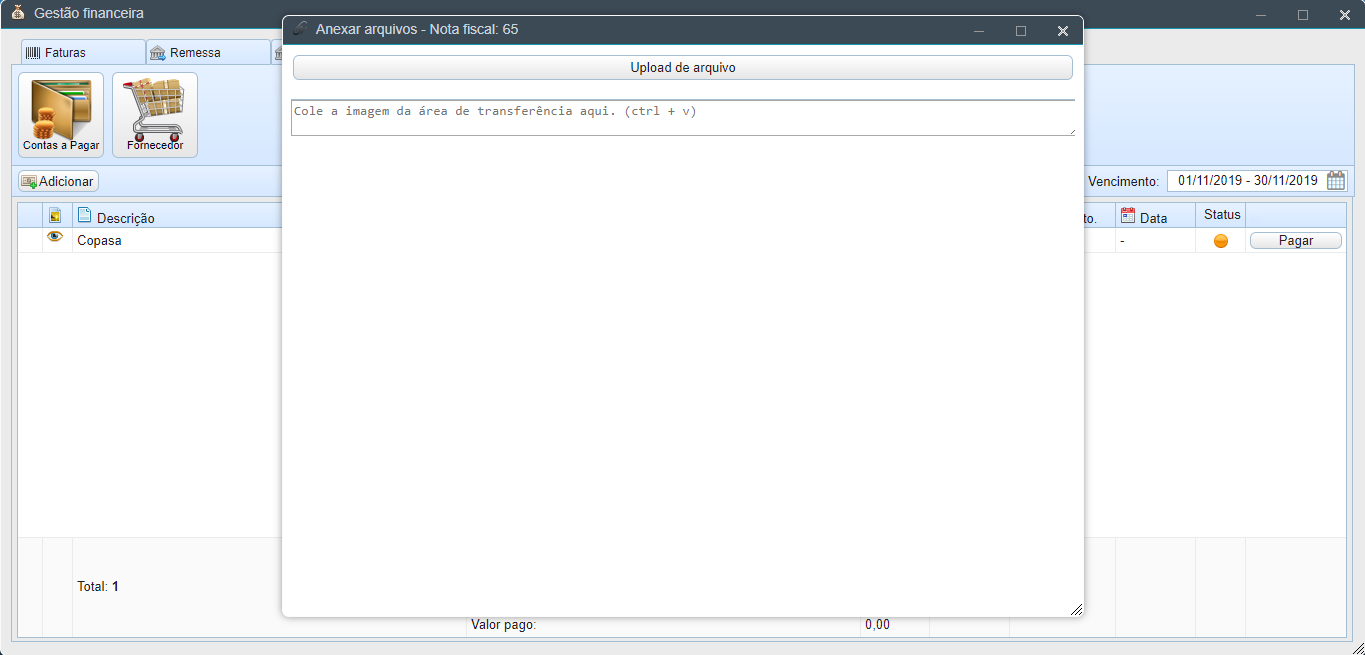 Gestão financeira
Anexar arquivos - Nota fiscal: 65
Faturas
Remessa
Upload de arquivo
Cole a imagem da área de transferência aqui. (ctrl + v)
Contas a Pagar
Fornecedor
Adicionar
Vencimento: 01/11/2019 - 30/11/2019
Descrição
to.
Data
Status
Copasa
-
Pagar
Total: 1
Valor pago:
0,00